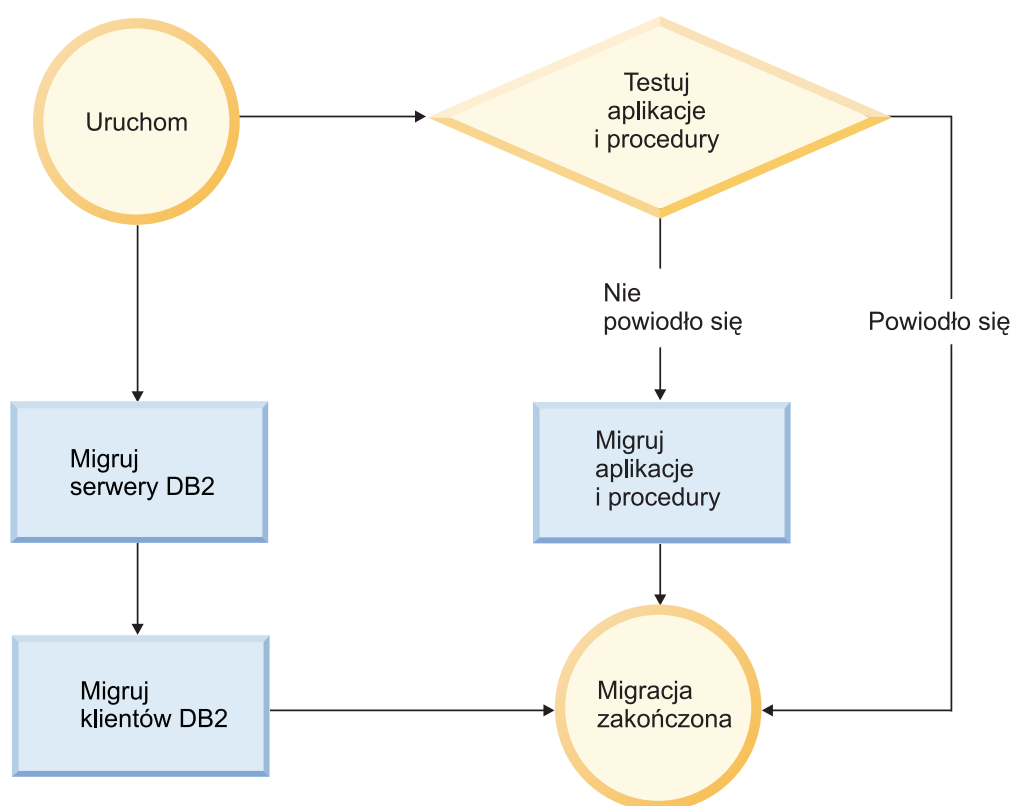 Uruchom
Testuj
aplikacje
i procedury
Nie
powiodło się
Powiodło się
Migruj
serwery DB2
Migruj
aplikacje
i procedury
Migruj
klientów DB2
Migracja
zakończona